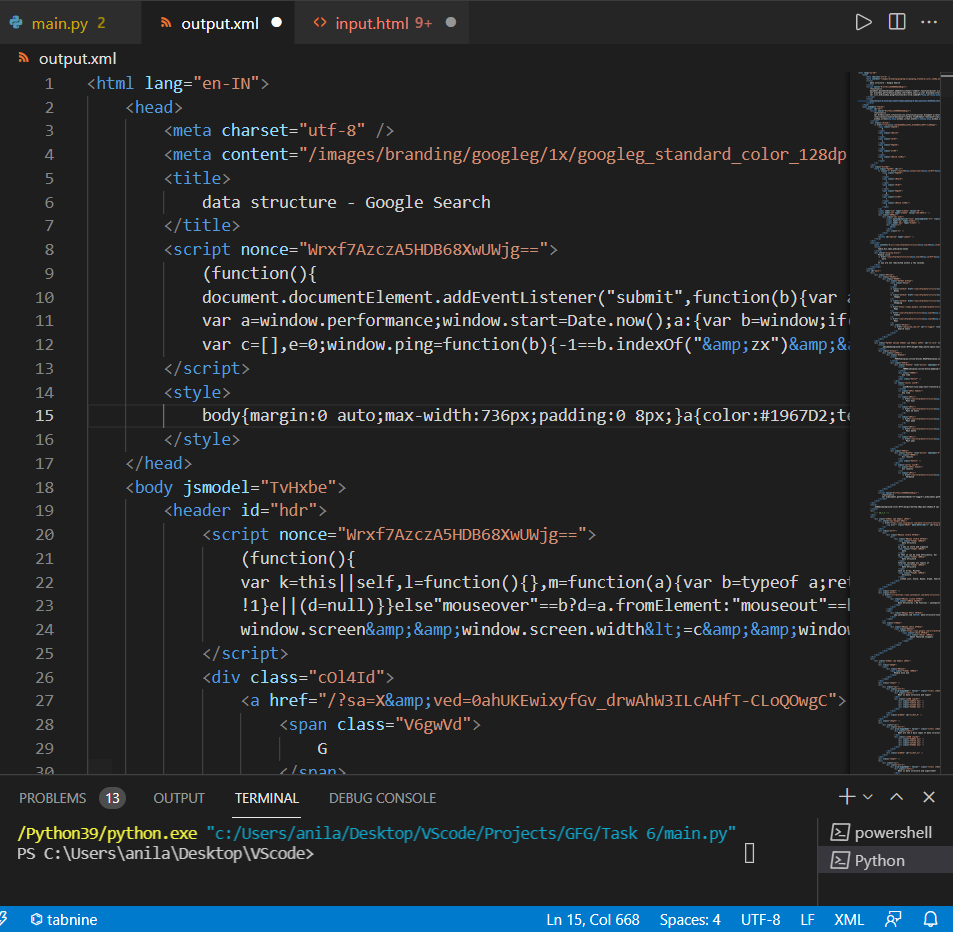 main.py 2 output.xml input.html 9+
output.xml
1 <html lang="en-IN">
2 <head>
3 <meta charset="utf-8" />
4 <meta content="/images/branding/googleg/1x/googleg_standard_color_128dp
5 <title>
6 data structure - Google Search
7 </title>
8 <script nonce="Wrxf7AzczA5HDB68XwUWjg==">
9 (function(){
10 document.documentElement.addEventListener("submit",function(b){var a
11 var a=window.performance;window.start=Date.now();a:{var b=window;if(
12 var c=[],e=0;window.ping=function(b){-1==b.indexOf("&amp;zx")&amp;&a
13 </script>
14 <style>
15 body{margin:0 auto;max-width:736px;padding:0 8px;}a{color:#1967D2;te
16 </style>
17 </head>
18 <body jsmodel="TvHxbe">
19 <header id="hdr">
20 <script nonce="Wrxf7AzczA5HDB68XwUWjg==">
21 (function(){
22 var k=this||self,l=function(){},m=function(a){var b=typeof a;ret
23 !1}e||(d=null)}}else"mouseover"==b?d=a.fromElement:"mouseout"==b
24 window.screen&amp;&amp;window.screen.width&lt;=c&amp;&amp;window
25 </script>
26 <div class="cOl4Id">
27 <a href="/?sa=X&amp;ved=0ahUKEwixyfGv_drwAhW3ILcAHfT-CLoQOwgC">
28 <span class="V6gwVd">
29 G
30 </span>
PROBLEMS 13 OUTPUT TERMINAL DEBUG CONSOLE
/Python39/python.exe "c:/Users/anila/Desktop/VScode/Projects/GFG/Task 6/main.py"
PS C:\Users\anila\Desktop\VScode>
powershell
Python
tabnine Ln 15, Col 668 Spaces: 4 UTF-8 LF XML